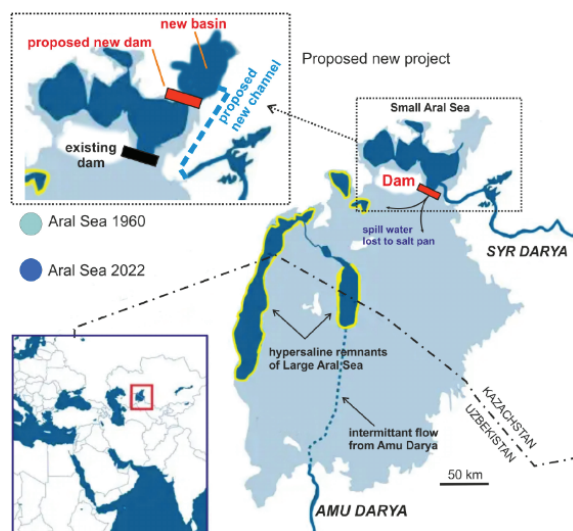 new basin
proposed new dam
Proposed new project
proposed
new channel
existing
dam
Small Aral Sea
Dam
Aral Sea 1960
spill water
lost to salt pan
SYR DARYA
Aral Sea 2022
hypersaline remnants
of Large Aral Sea
KAZACHSTAN
UZBEKISTAN
intermittant flow
from Amu Darya
50 km
AMU DARYA